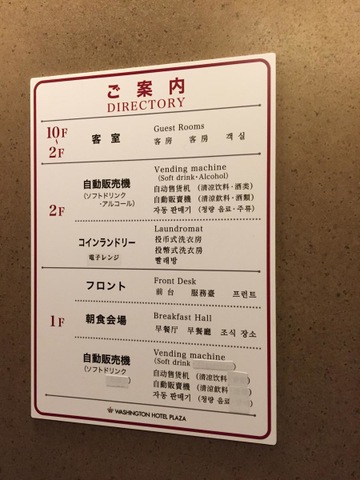 ご案内
DIRECTORY
10F
~
2F
客室
Guest Rooms
客房 客房 객실
2F
自動販売機
(ソフトドリンク
・アルコール)
Vending machine
(Soft drink・Alcohol)
自动售货机 (清凉饮料・酒类)
自動販賣機 (清涼飲料・酒類)
자동 판매기 (청량 음료・주류)
コインランドリー
電子レンジ
Laundromat
投币式洗衣房
投幣式洗衣房
빨래방
1F
フロント
Front Desk
前台 服務臺 프런트
朝食会場
Breakfast Hall
早餐厅 早餐廳 조식 장소
自動販売機
(ソフトドリンク
Vending machine
(Soft drink
自动售货机 (清凉饮料
自動販賣機 (清涼飲料
자동 판매기 (청량 음료
WASHINGTON HOTEL PLAZA